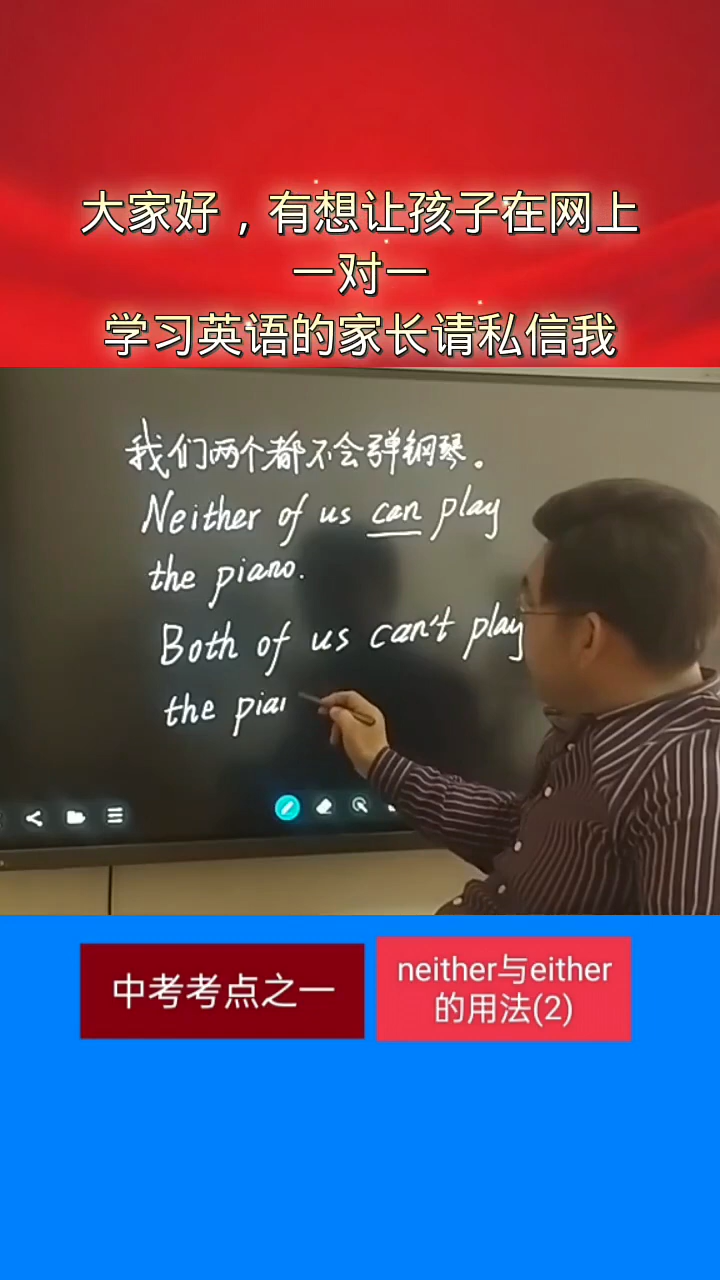 大家好，有想让孩子在网上
一对一
学习英语的家长请私信我
我们两个都不会弹钢琴。
Neither of us can play
the piano.
Both of us can't play
the pian
中考考点之一
neither与either
的用法(2)